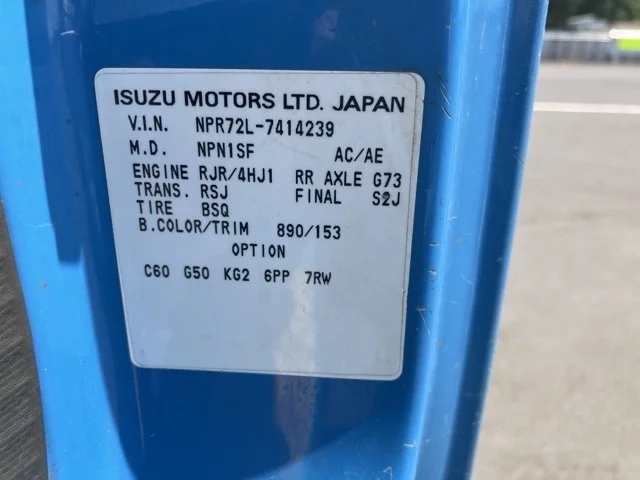 ISUZU MOTORS LTD. JAPAN
V.I.N. NPR72L-7414239
M.D. NPN1SF AC/AE
ENGINE RJR/4HJ1 RR AXLE G73
TRANS. RSJ FINAL S2J
TIRE BSQ
B.COLOR/TRIM 890/153
OPTION
C60 G50 KG2 6PP 7RW